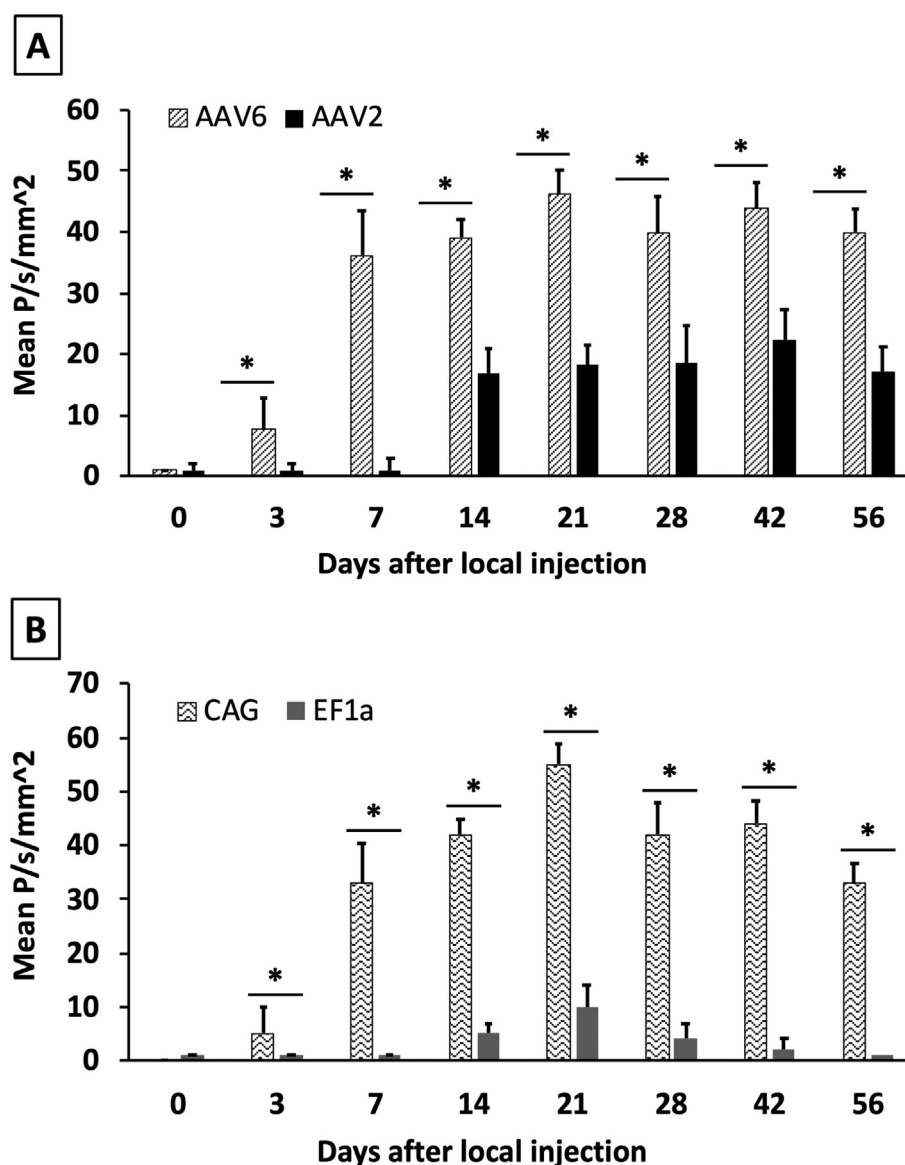 A
60
50
40
30
20
10
0
Mean P/s/mm^2
AAV6 AAV2
* * * * * * *
0 3 7 14 21 28 42 56
Days after local injection
B
70
60
50
40
30
20
10
0
Mean P/s/mm^2
CAG EF1a
* * * * * * *
0 3 7 14 21 28 42 56
Days after local injection